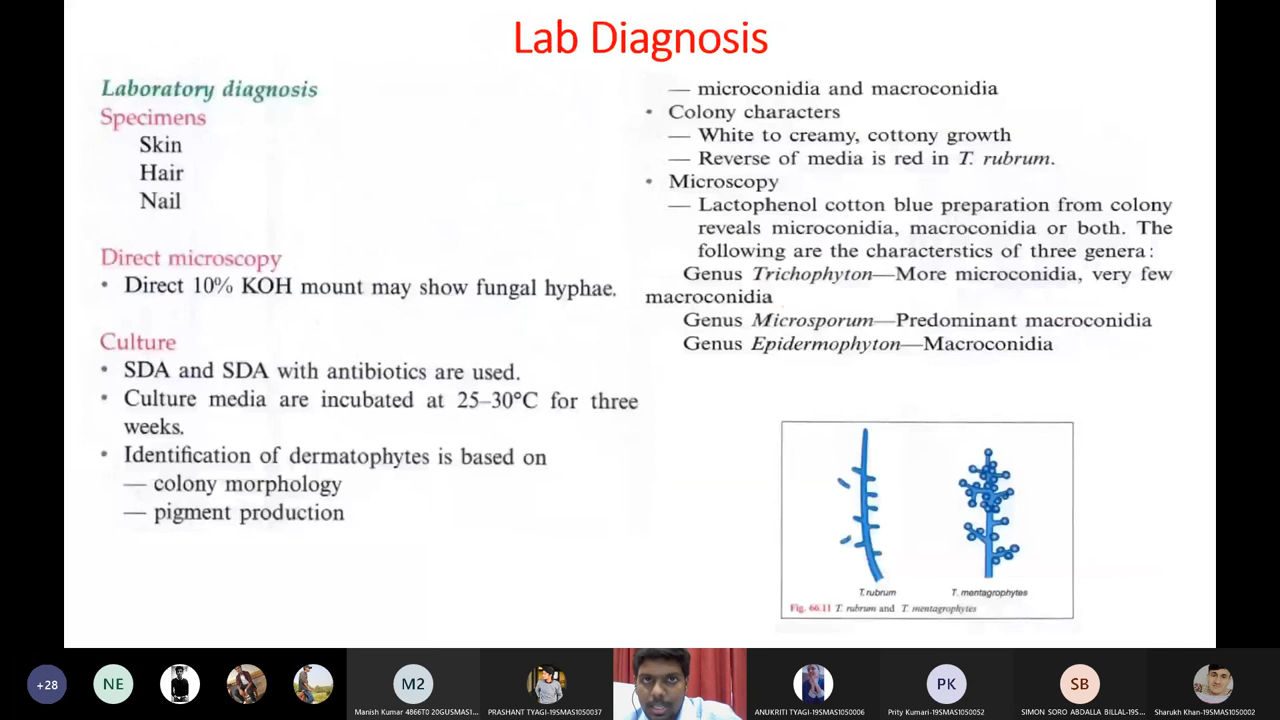 Lab Diagnosis
Laboratory diagnosis
Specimens
Skin
Hair
Nail
Direct microscopy
• Direct 10% KOH mount may show fungal hyphae.
Culture
• SDA and SDA with antibiotics are used.
• Culture media are incubated at 25–30°C for three
weeks.
• Identification of dermatophytes is based on
— colony morphology
— pigment production
— microconidia and macroconidia
• Colony characters
— White to creamy, cottony growth
— Reverse of media is red in T. rubrum.
• Microscopy
— Lactophenol cotton blue preparation from colony
reveals microconidia, macroconidia or both. The
following are the characterstics of three genera :
Genus Trichophyton—More microconidia, very few
macroconidia
Genus Microsporum—Predominant macroconidia
Genus Epidermophyton—Macroconidia
T. rubrum
T. mentagrophytes
Fig. 66.11 T. rubrum and T. mentagrophytes
+28
NE
M2
Manish Kumar 4866T0 20GUSMAS1...
PRASHANT TYAGI-19SMAS1050037
ANUKRITI TYAGI-19SMAS1050006
PK
Prity Kumari-19SMAS1050052
SB
SIMON SORO ABDALLA BILLAL-19S...
Sharukh Khan-19SMAS1050002